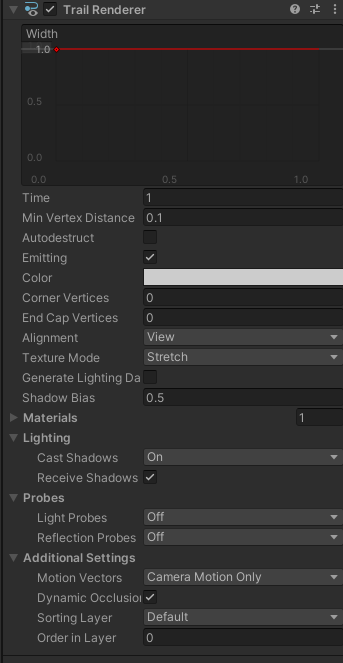 Trail Renderer
Width
1.0
0.5
0.0
0.0 0.5 1.0
Time 1
Min Vertex Distance 0.1
Autodestruct
Emitting
Color
Corner Vertices 0
End Cap Vertices 0
Alignment View
Texture Mode Stretch
Generate Lighting Da
Shadow Bias 0.5
Materials 1
Lighting
Cast Shadows On
Receive Shadows
Probes
Light Probes Off
Reflection Probes Off
Additional Settings
Motion Vectors Camera Motion Only
Dynamic Occlusion
Sorting Layer Default
Order in Layer 0